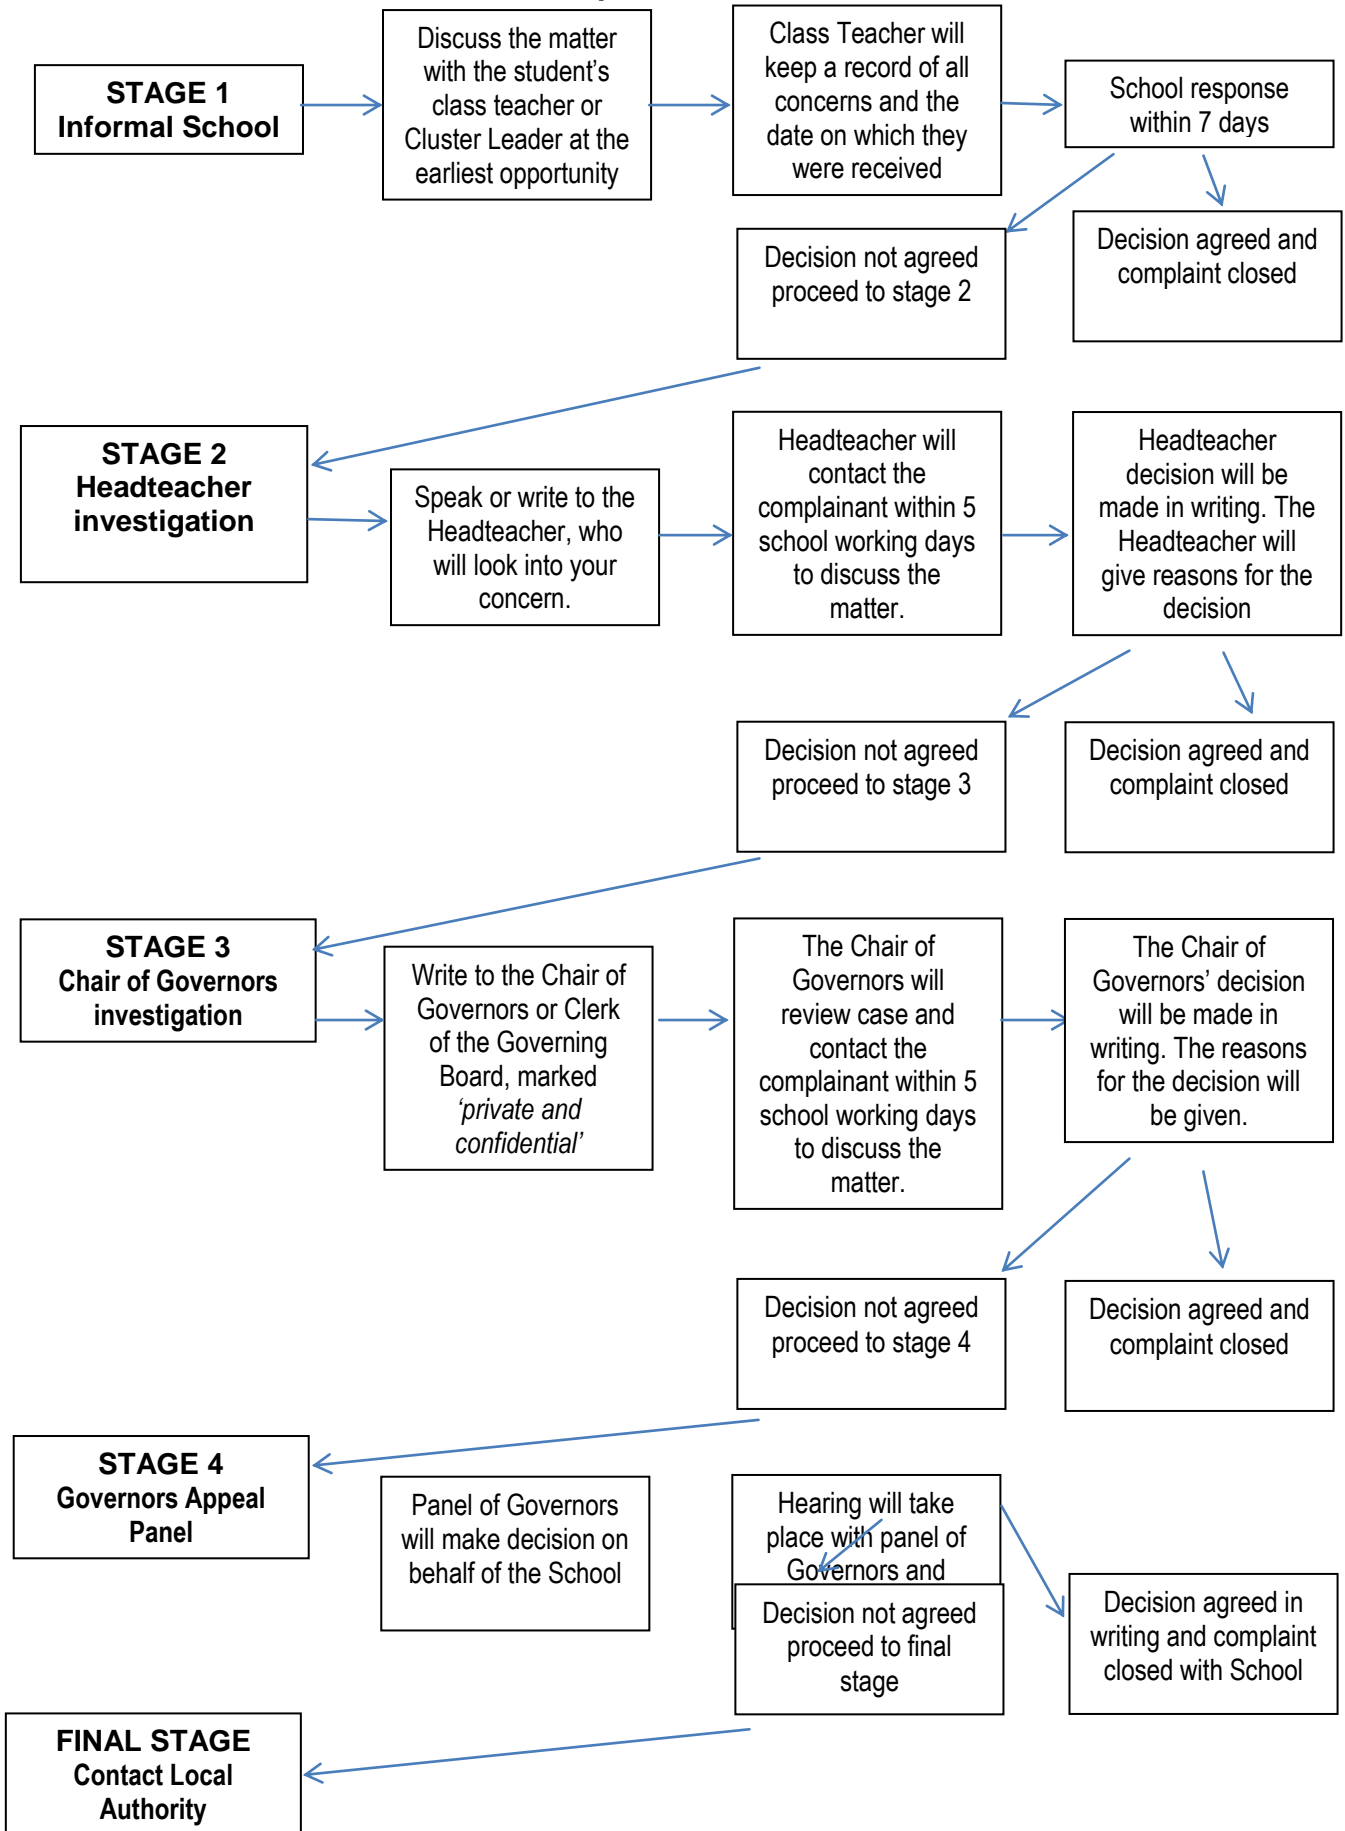 STAGE 1
Informal School
Discuss the matter
with the student's
class teacher or
Cluster Leader at the
earliest opportunity
Class Teacher will
keep a record of all
concerns and the
date on which they
were received
School response
within 7 days
Decision not agreed
proceed to stage 2
Decision agreed and
complaint closed
STAGE 2
Headteacher
investigation
Speak or write to the
Headteacher, who
will look into your
concern.
Headteacher will
contact the
complainant within 5
school working days
to discuss the
matter.
Headteacher
decision will be
made in writing. The
Headteacher will
give reasons for the
decision
Decision not agreed
proceed to stage 3
Decision agreed and
complaint closed
STAGE 3
Chair of Governors
investigation
Write to the Chair of
Governors or Clerk
of the Governing
Board, marked
‘private and
confidential’
The Chair of
Governors will
review case and
contact the
complainant within 5
school working days
to discuss the
matter.
The Chair of
Governors’ decision
will be made in
writing. The reasons
for the decision will
be given.
Decision not agreed
proceed to stage 4
Decision agreed and
complaint closed
STAGE 4
Governors Appeal
Panel
Panel of Governors
will make decision on
behalf of the School
Hearing will take
place with panel of
Governors and
Decision not agreed
proceed to final
stage
Decision agreed in
writing and complaint
closed with School
FINAL STAGE
Contact Local
Authority